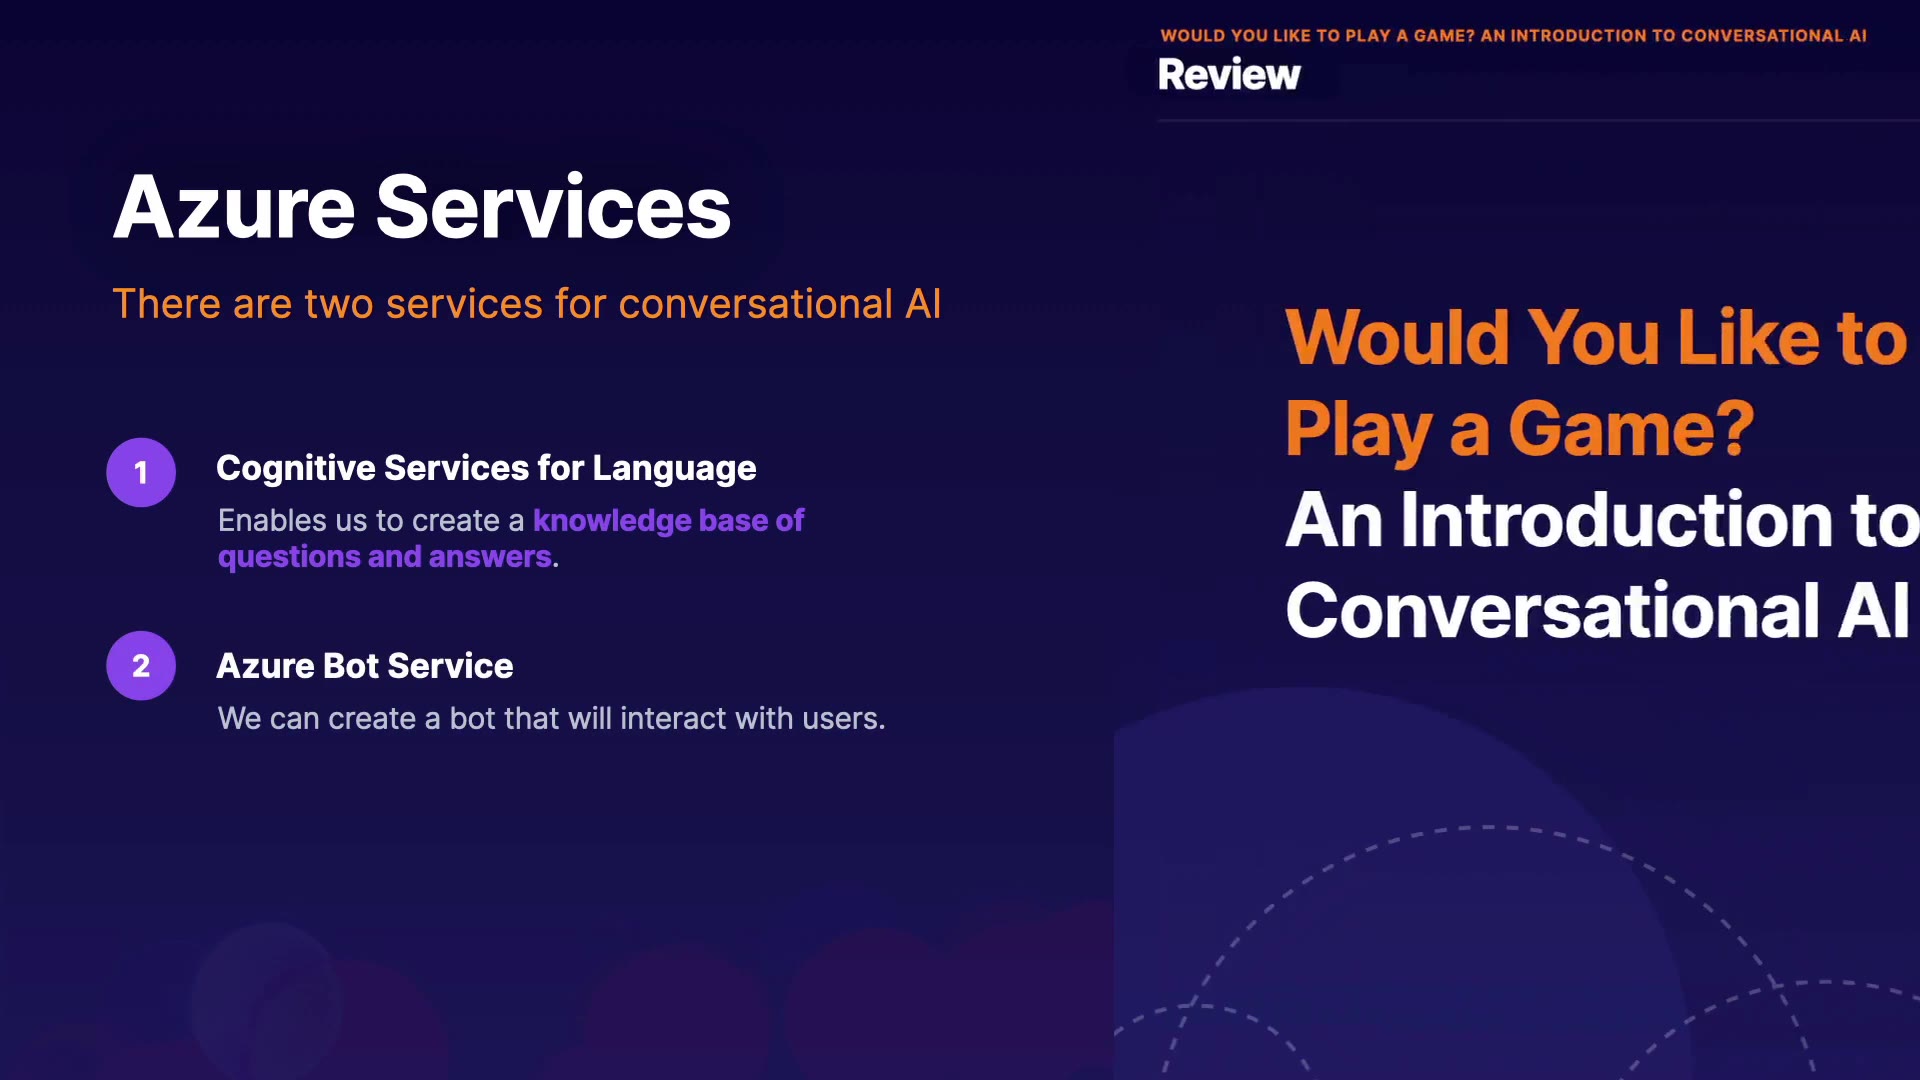 Azure Services
There are two services for conversational AI
1
Cognitive Services for Language
Enables us to create a knowledge base of
questions and answers.
2
Azure Bot Service
We can create a bot that will interact with users.
WOULD YOU LIKE TO PLAY A GAME? AN INTRODUCTION TO CONVERSATIONAL AI
Review
Would You Like to
Play a Game?
An Introduction to
Conversational AI